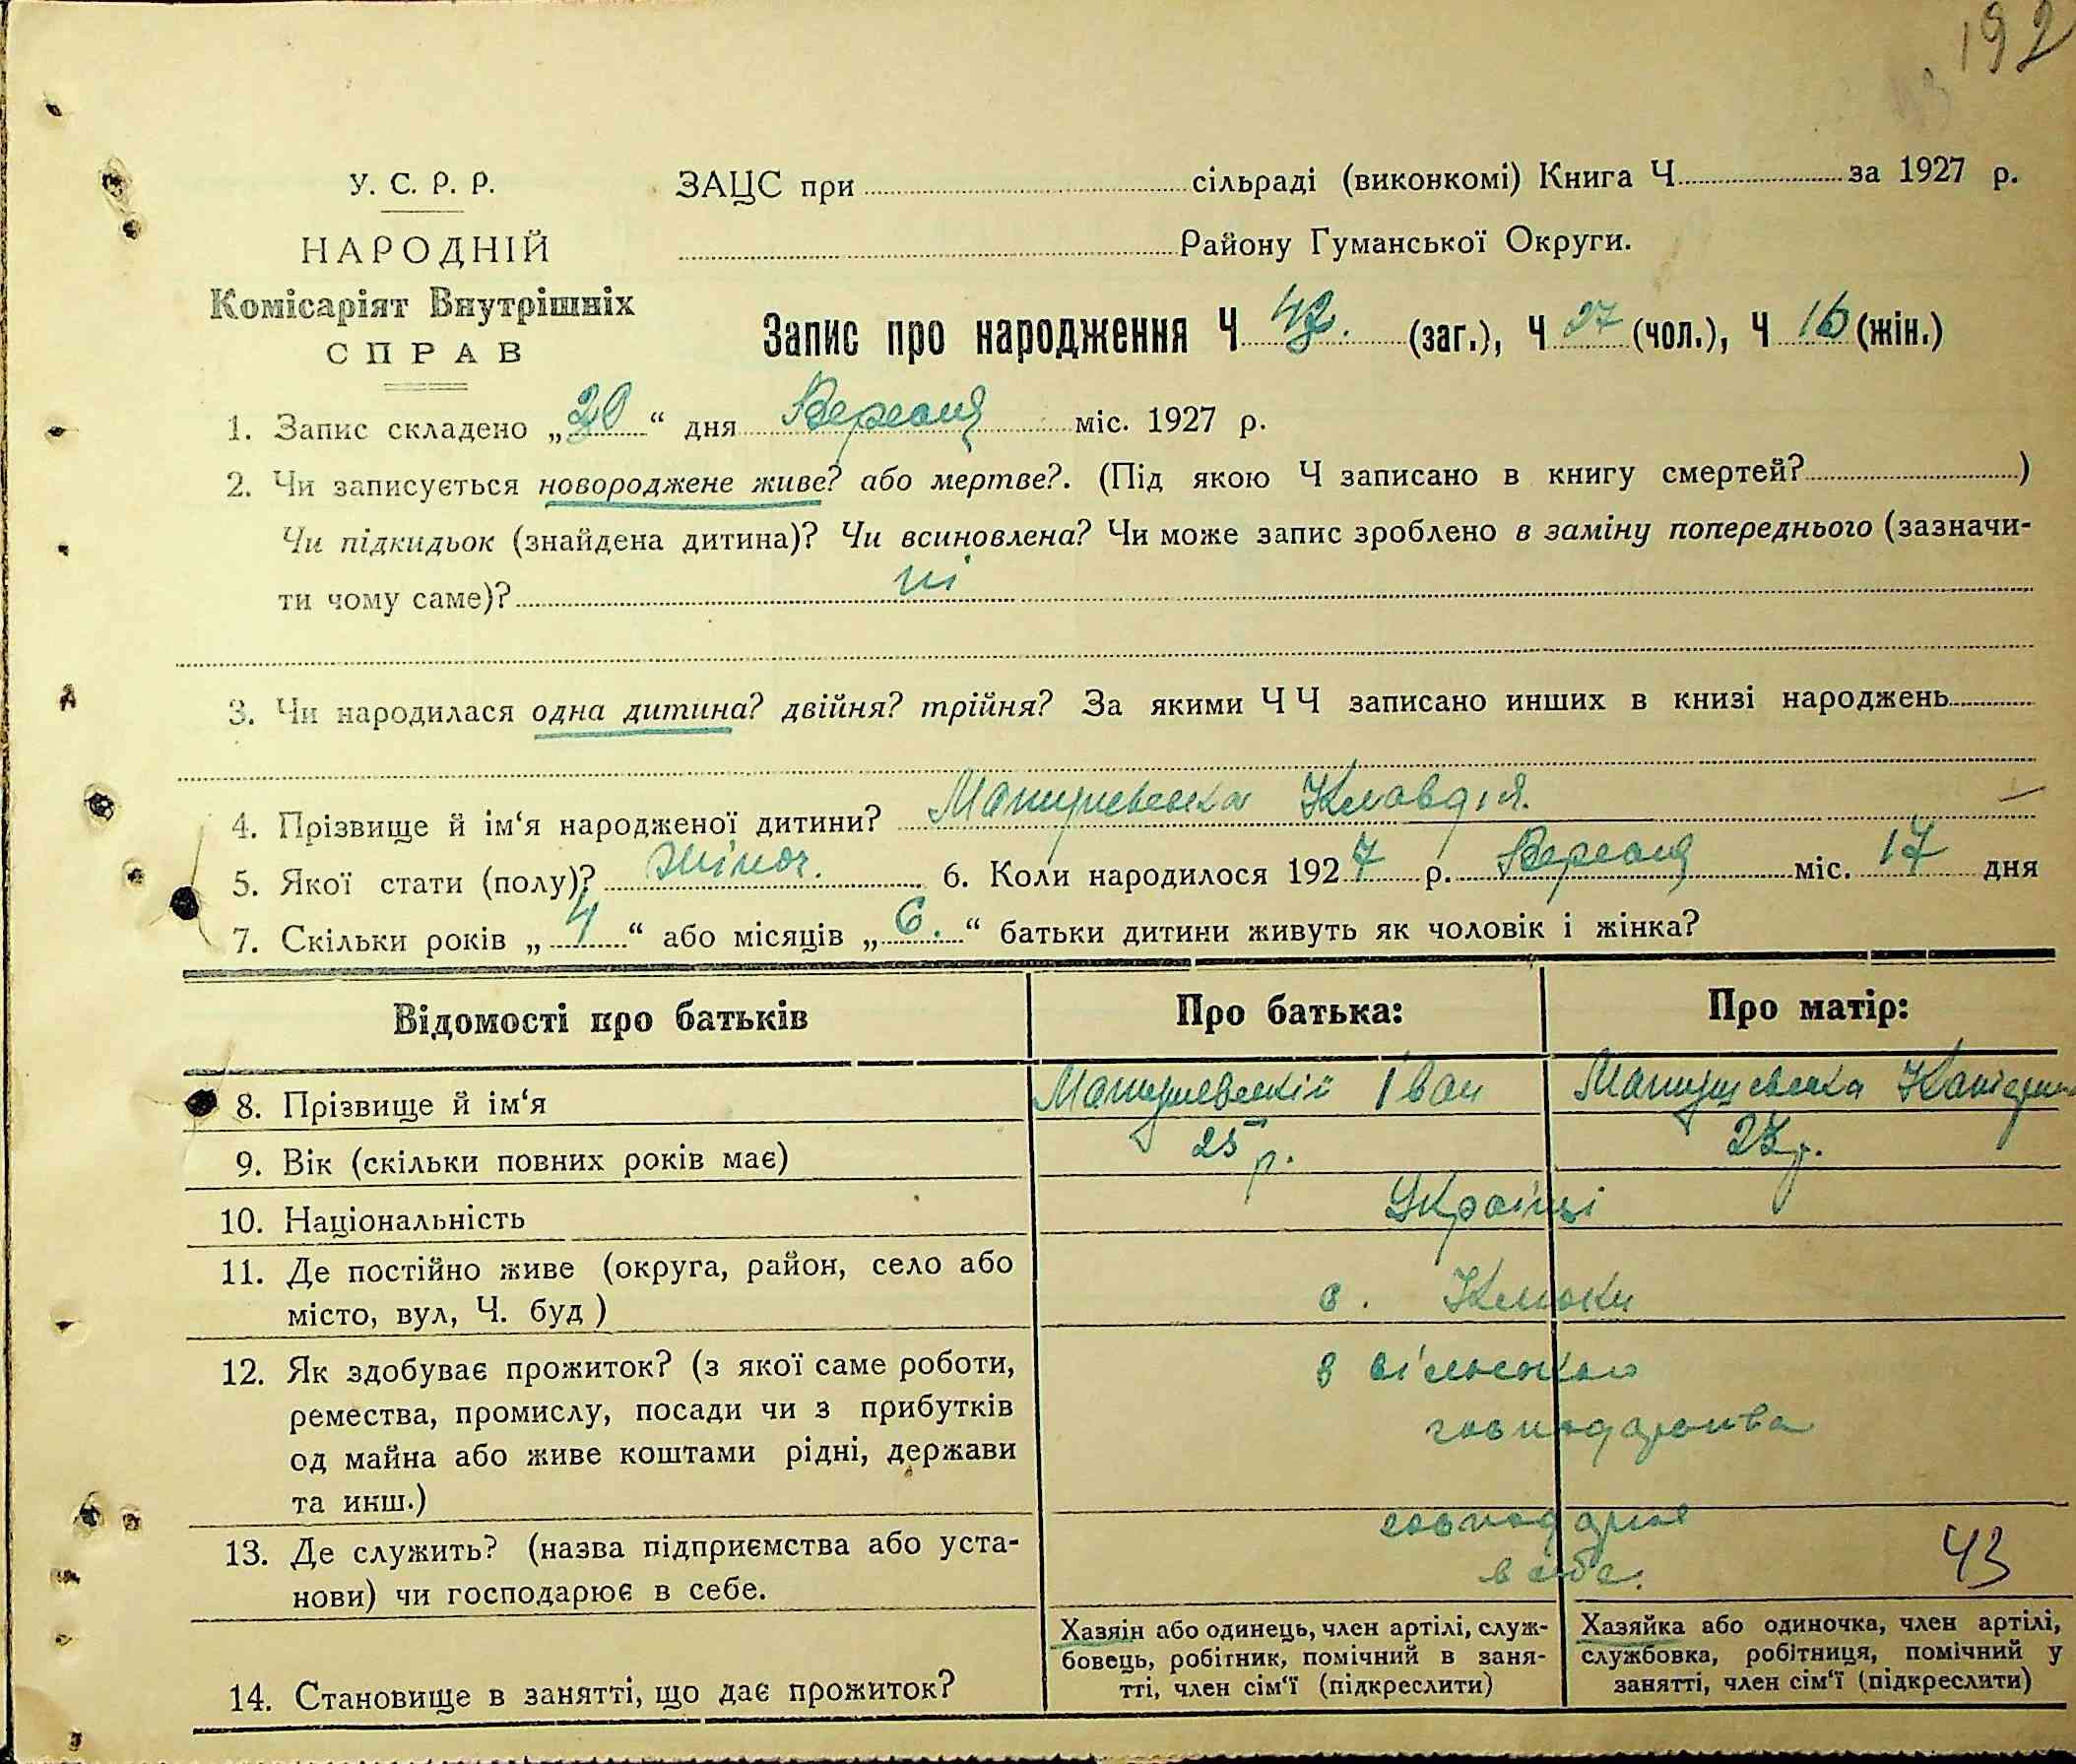 192
У. С. Р. Р.
НАРОДНІЙ
Комісаріят Внутрішніх
СПРАВ
ЗАЦС при сільраді (виконкомі) Книга Ч за 1927 р.
Району Гуманської Округи.
Запис про народження Ч (заг.), Ч 27 (чол.), Ч 16 (жін.)
1. Запис складено „20“ дня Вересня міс. 1927 р.
2. Чи записується новороджене живе? або мертве?. (Під якою Ч записано в книгу смертей? )
Чи підкидьок (знайдена дитина)? Чи всиновлена? Чи може запис зроблено в заміну попереднього (зазначи-
ти чому саме)? ні
3. Чи народилася одна дитина? двійня? трійня? За якими Ч Ч записано инших в книзі народжень
4. Прізвище й ім‘я народженої дитини? Клавдія.
5. Якої стати (полу)? жіноч. 6. Коли народилося 1927 р. Вересня міс. 17 дня
7. Скільки років „4“ або місяців „6.“ батьки дитини живуть як чоловік і жінка?
Відомості про батьків Про батька: Про матір:
8. Прізвище й ім‘я Іван
9. Вік (скільки повних років має) 25 р.
10. Національність Українці
11. Де постійно живе (округа, район, село або
місто, вул, Ч. буд ) с. Клюки
12. Як здобуває прожиток? (з якої саме роботи,
ремества, промислу, посади чи з прибутків
од майна або живе коштами рідні, держави
та инш.)
з сільського
господарства
13. Де служить? (назва підприємства або уста-
нови) чи господарює в себе.
господарює
в себе.
43
14. Становище в занятті, що дає прожиток?
Хазяін або одинець, член артілі, служ-
бовець, робітник, помічний в заня-
тті, член сім‘ї (підкреслити)
Хазяйка або одиночка, член артілі,
службовка, робітниця, помічний у
занятті, член сім‘ї (підкреслити)